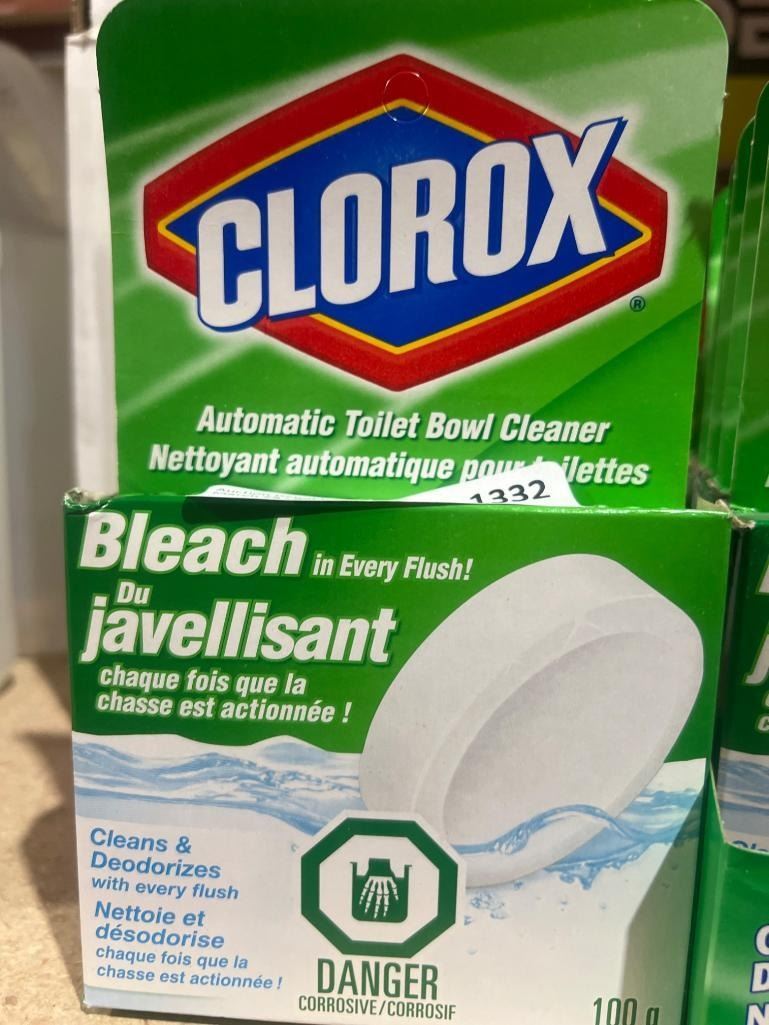 CLOROX
®
Automatic Toilet Bowl Cleaner
Nettoyant automatique pour toilettes
1332
Bleach in Every Flush!
Du
javellisant
chaque fois que la
chasse est actionnée !
Cleans &
Deodorizes
with every flush
Nettoie et
désodorise
chaque fois que la
chasse est actionnée !
DANGER
CORROSIVE/CORROSIF
100 g